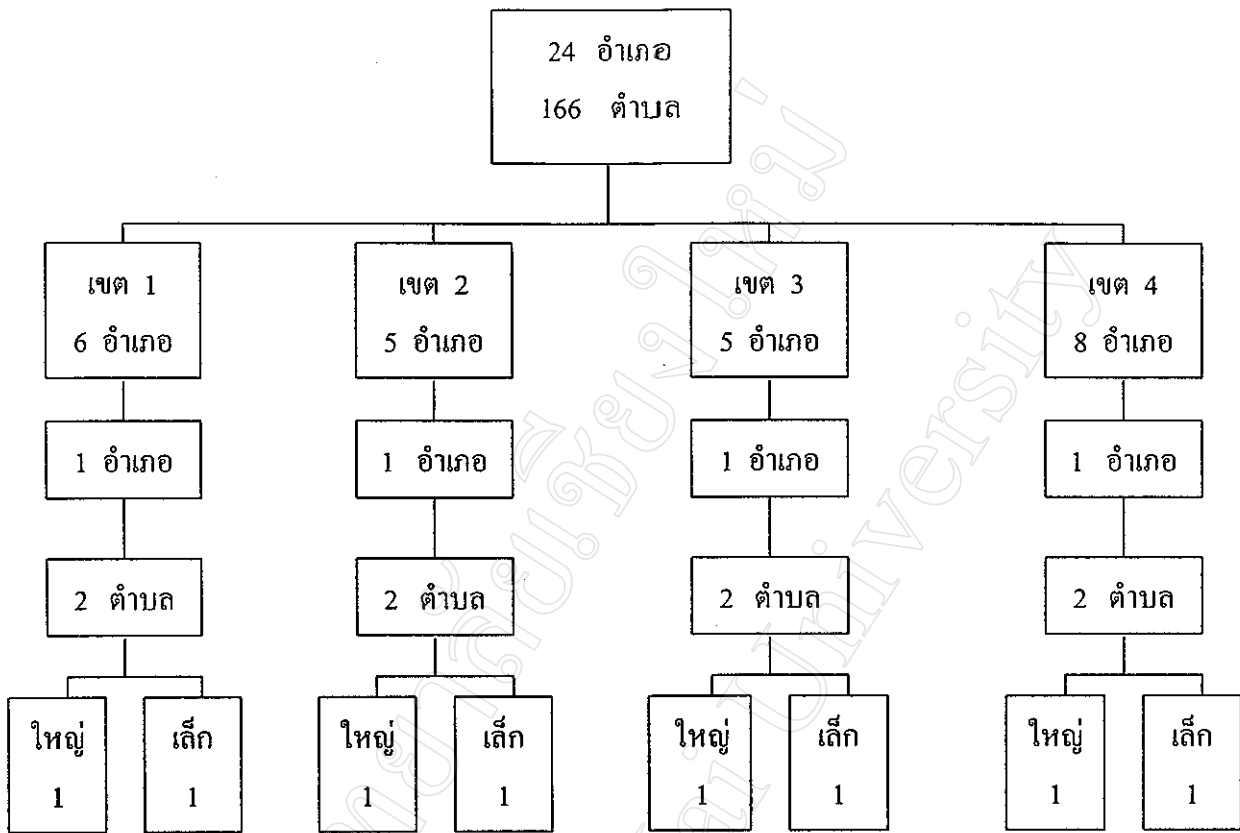 24 อำเภอ
166 ตำบล
เขต 1
6 อำเภอ
เขต 2
5 อำเภอ
เขต 3
5 อำเภอ
เขต 4
8 อำเภอ
1 อำเภอ
1 อำเภอ
1 อำเภอ
1 อำเภอ
2 ตำบล
2 ตำบล
2 ตำบล
2 ตำบล
ใหญ่
1
เล็ก
1
ใหญ่
1
เล็ก
1
ใหญ่
1
เล็ก
1
ใหญ่
1
เล็ก
1
University